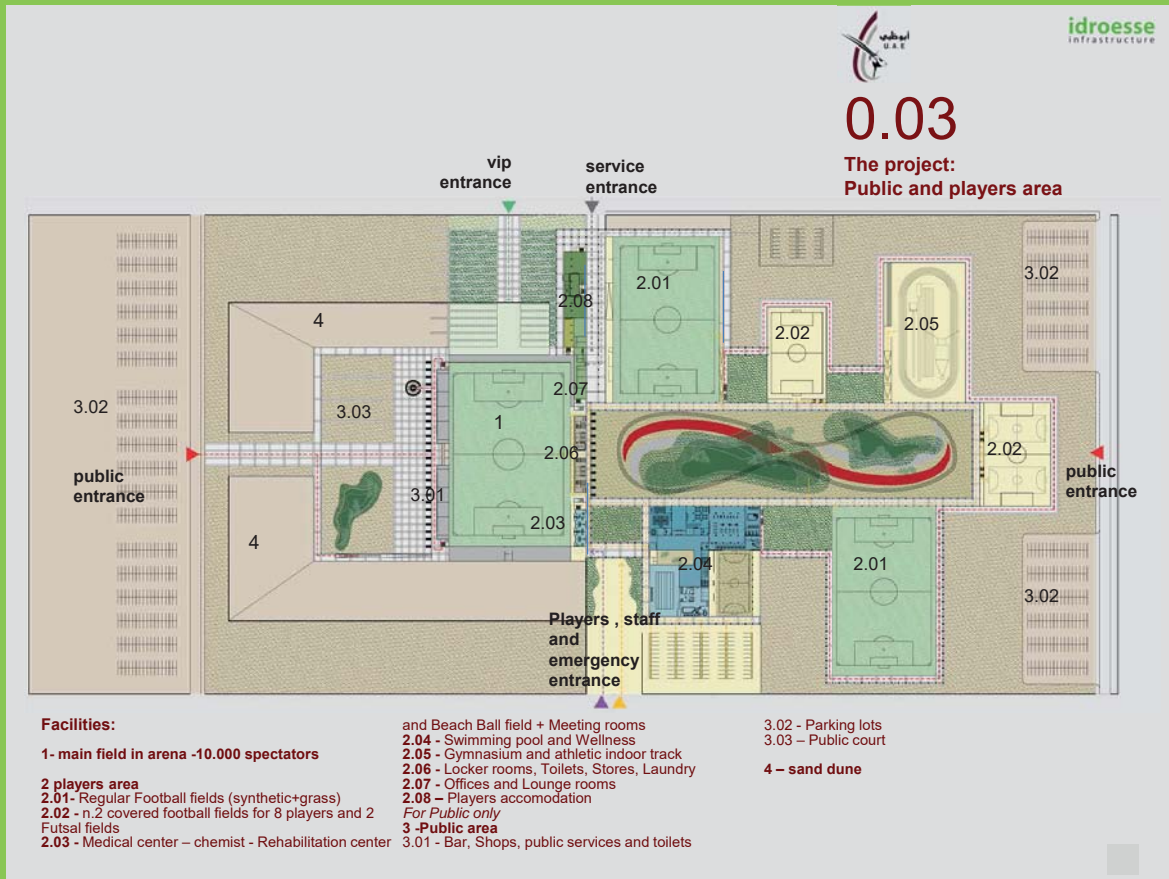 أبوظبي
U.A.E
idroesse
infrastructure
0.03
The project:
Public and players area
vip
entrance
service
entrance
2.01
3.02
2.08
4
2.02
2.05
2.07
3.02
3.03
1
2.06
2.02
public
entrance
public
entrance
3.01
2.03
4
2.04
2.01
3.02
Players , staff
and
emergency
entrance
Facilities:
1- main field in arena -10.000 spectators
2 players area
2.01- Regular Football fields (synthetic+grass)
2.02 - n.2 covered football fields for 8 players and 2
Futsal fields
2.03 - Medical center – chemist - Rehabilitation center
and Beach Ball field + Meeting rooms
2.04 - Swimming pool and Wellness
2.05 - Gymnasium and athletic indoor track
2.06 - Locker rooms, Toilets, Stores, Laundry
2.07 - Offices and Lounge rooms
2.08 – Players accomodation
For Public only
3 -Public area
3.01 - Bar, Shops, public services and toilets
3.02 - Parking lots
3.03 – Public court
4 – sand dune